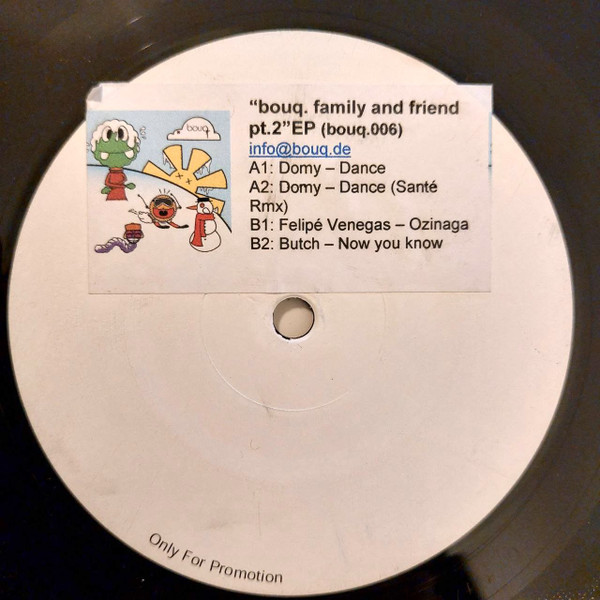 bouq.
"bouq. family and friend
pt.2"EP (bouq.006)
info@bouq.de
A1: Domy – Dance
A2: Domy – Dance (Santé
Rmx)
B1: Felipé Venegas – Ozinaga
B2: Butch – Now you know
Only For Promotion